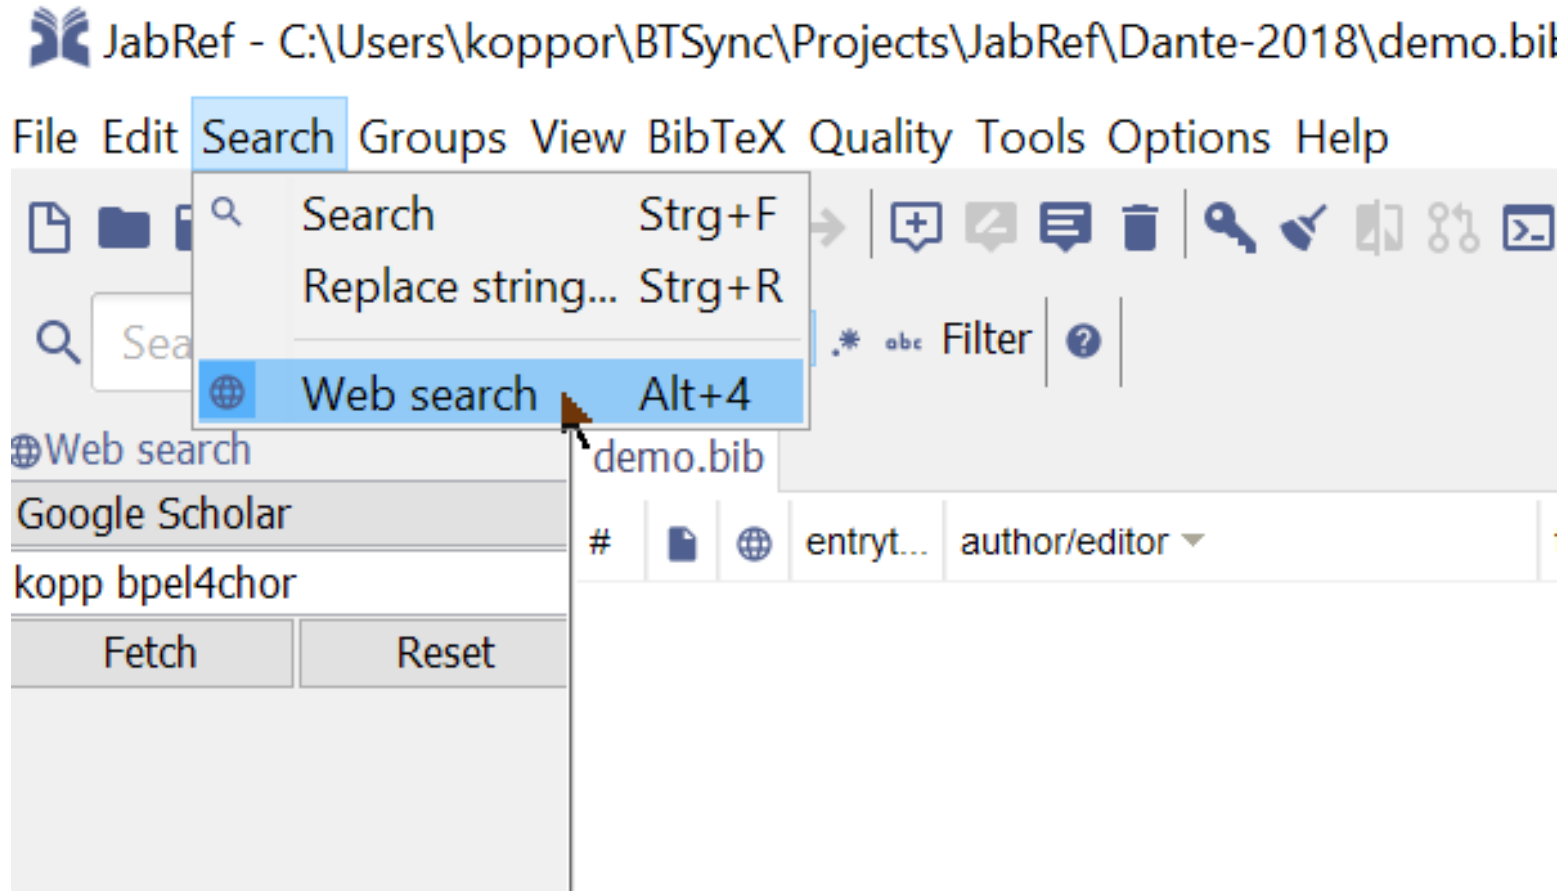 JabRef - C:\Users\koppor\BTSync\Projects\JabRef\Dante-2018\demo.bib
File Edit Search Groups View BibTeX Quality Tools Options Help
Search Strg+F
Replace string... Strg+R
Sea
abc Filter
Web search Alt+4
Web search
demo.bib
Google Scholar
# entryt... author/editor
kopp bpel4chor
Fetch Reset